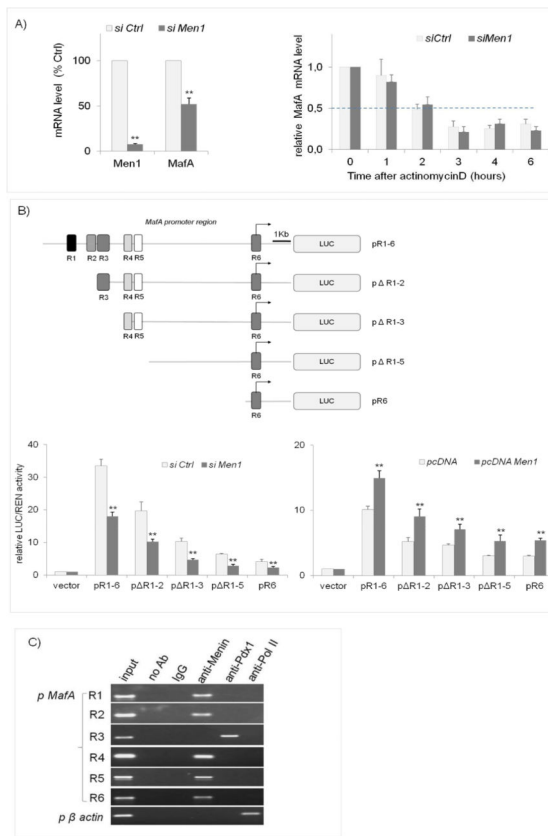 A)
si Ctrl si Men1
mRNA level (% Ctrl)
100
50
0
**
**
Men1 MafA
siCtrl siMen1
relative MafA mRNA level
1,0
0,5
0,0
0 1 2 3 4 6
Time after actinomycinD (hours)
B)
MafA promoter region
1Kb
R1 R2 R3 R4 R5 R6 LUC pR1-6
R3 R4 R5 R6 LUC pΔR1-2
R4 R5 R6 LUC pΔR1-3
R6 LUC pΔR1-5
R6 LUC pR6
relative LUC/REN activity
40
30
20
10
0
si Ctrl si Men1
** ** ** ** **
vector pR1-6 pΔR1-2 pΔR1-3 pΔR1-5 pR6
20
10
0
pcDNA pcDNA Men1
** ** ** ** **
vector pR1-6 pΔR1-2 pΔR1-3 pΔR1-5 pR6
C)
input no Ab IgG anti-Menin anti-Pdx1 anti-Pol II
p MafA
R1
R2
R3
R4
R5
R6
p β actin